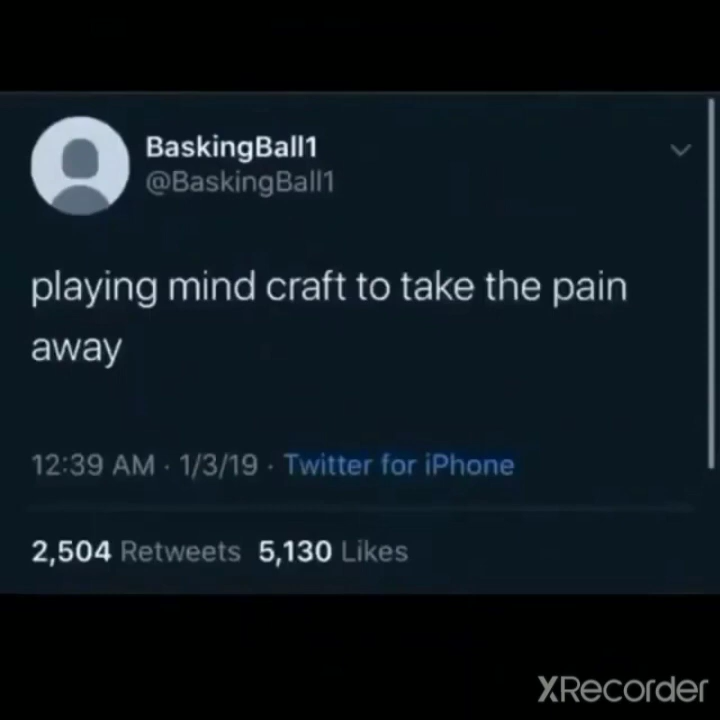 BaskingBall1
@BaskingBall1
playing mind craft to take the pain
away
12:39 AM · 1/3/19 · Twitter for iPhone
2,504 Retweets 5,130 Likes
XRecorder